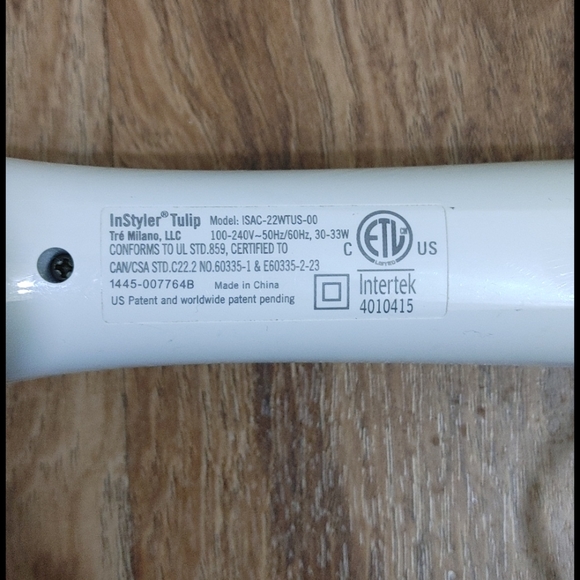 InStyler® Tulip Model: ISAC-22WTUS-00
Tré Milano, LLC 100-240V~50Hz/60Hz, 30-33W
CONFORMS TO UL STD.859, CERTIFIED TO
CAN/CSA STD.C22.2 NO.60335-1 & E60335-2-23
1445-007764B Made in China
US Patent and worldwide patent pending
C ETL US
LISTED
Intertek
4010415